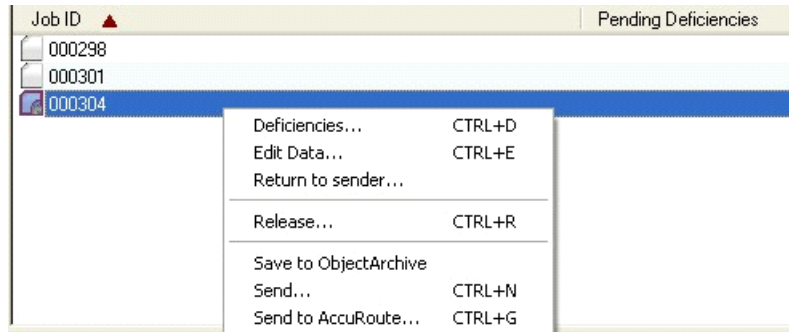 Job ID Pending Deficiencies
000298
000301
000304
Deficiencies... CTRL+D
Edit Data... CTRL+E
Return to sender...
Release... CTRL+R
Save to ObjectArchive
Send... CTRL+N
Send to AccuRoute... CTRL+G